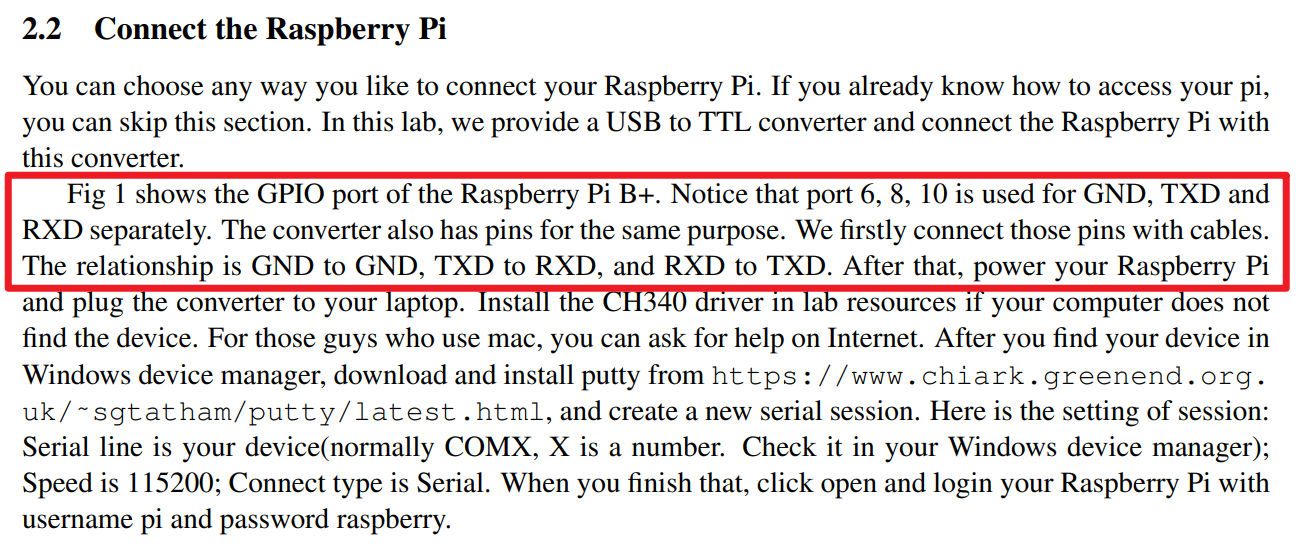 2.2 Connect the Raspberry Pi
You can choose any way you like to connect your Raspberry Pi. If you already know how to access your pi,
you can skip this section. In this lab, we provide a USB to TTL converter and connect the Raspberry Pi with
this converter.
Fig 1 shows the GPIO port of the Raspberry Pi B+. Notice that port 6, 8, 10 is used for GND, TXD and
RXD separately. The converter also has pins for the same purpose. We firstly connect those pins with cables.
The relationship is GND to GND, TXD to RXD, and RXD to TXD. After that, power your Raspberry Pi
and plug the converter to your laptop. Install the CH340 driver in lab resources if your computer does not
find the device. For those guys who use mac, you can ask for help on Internet. After you find your device in
Windows device manager, download and install putty from https://www.chiark.greenend.org.
uk/~sgtatham/putty/latest.html, and create a new serial session. Here is the setting of session:
Serial line is your device(normally COMX, X is a number. Check it in your Windows device manager);
Speed is 115200; Connect type is Serial. When you finish that, click open and login your Raspberry Pi with
username pi and password raspberry.